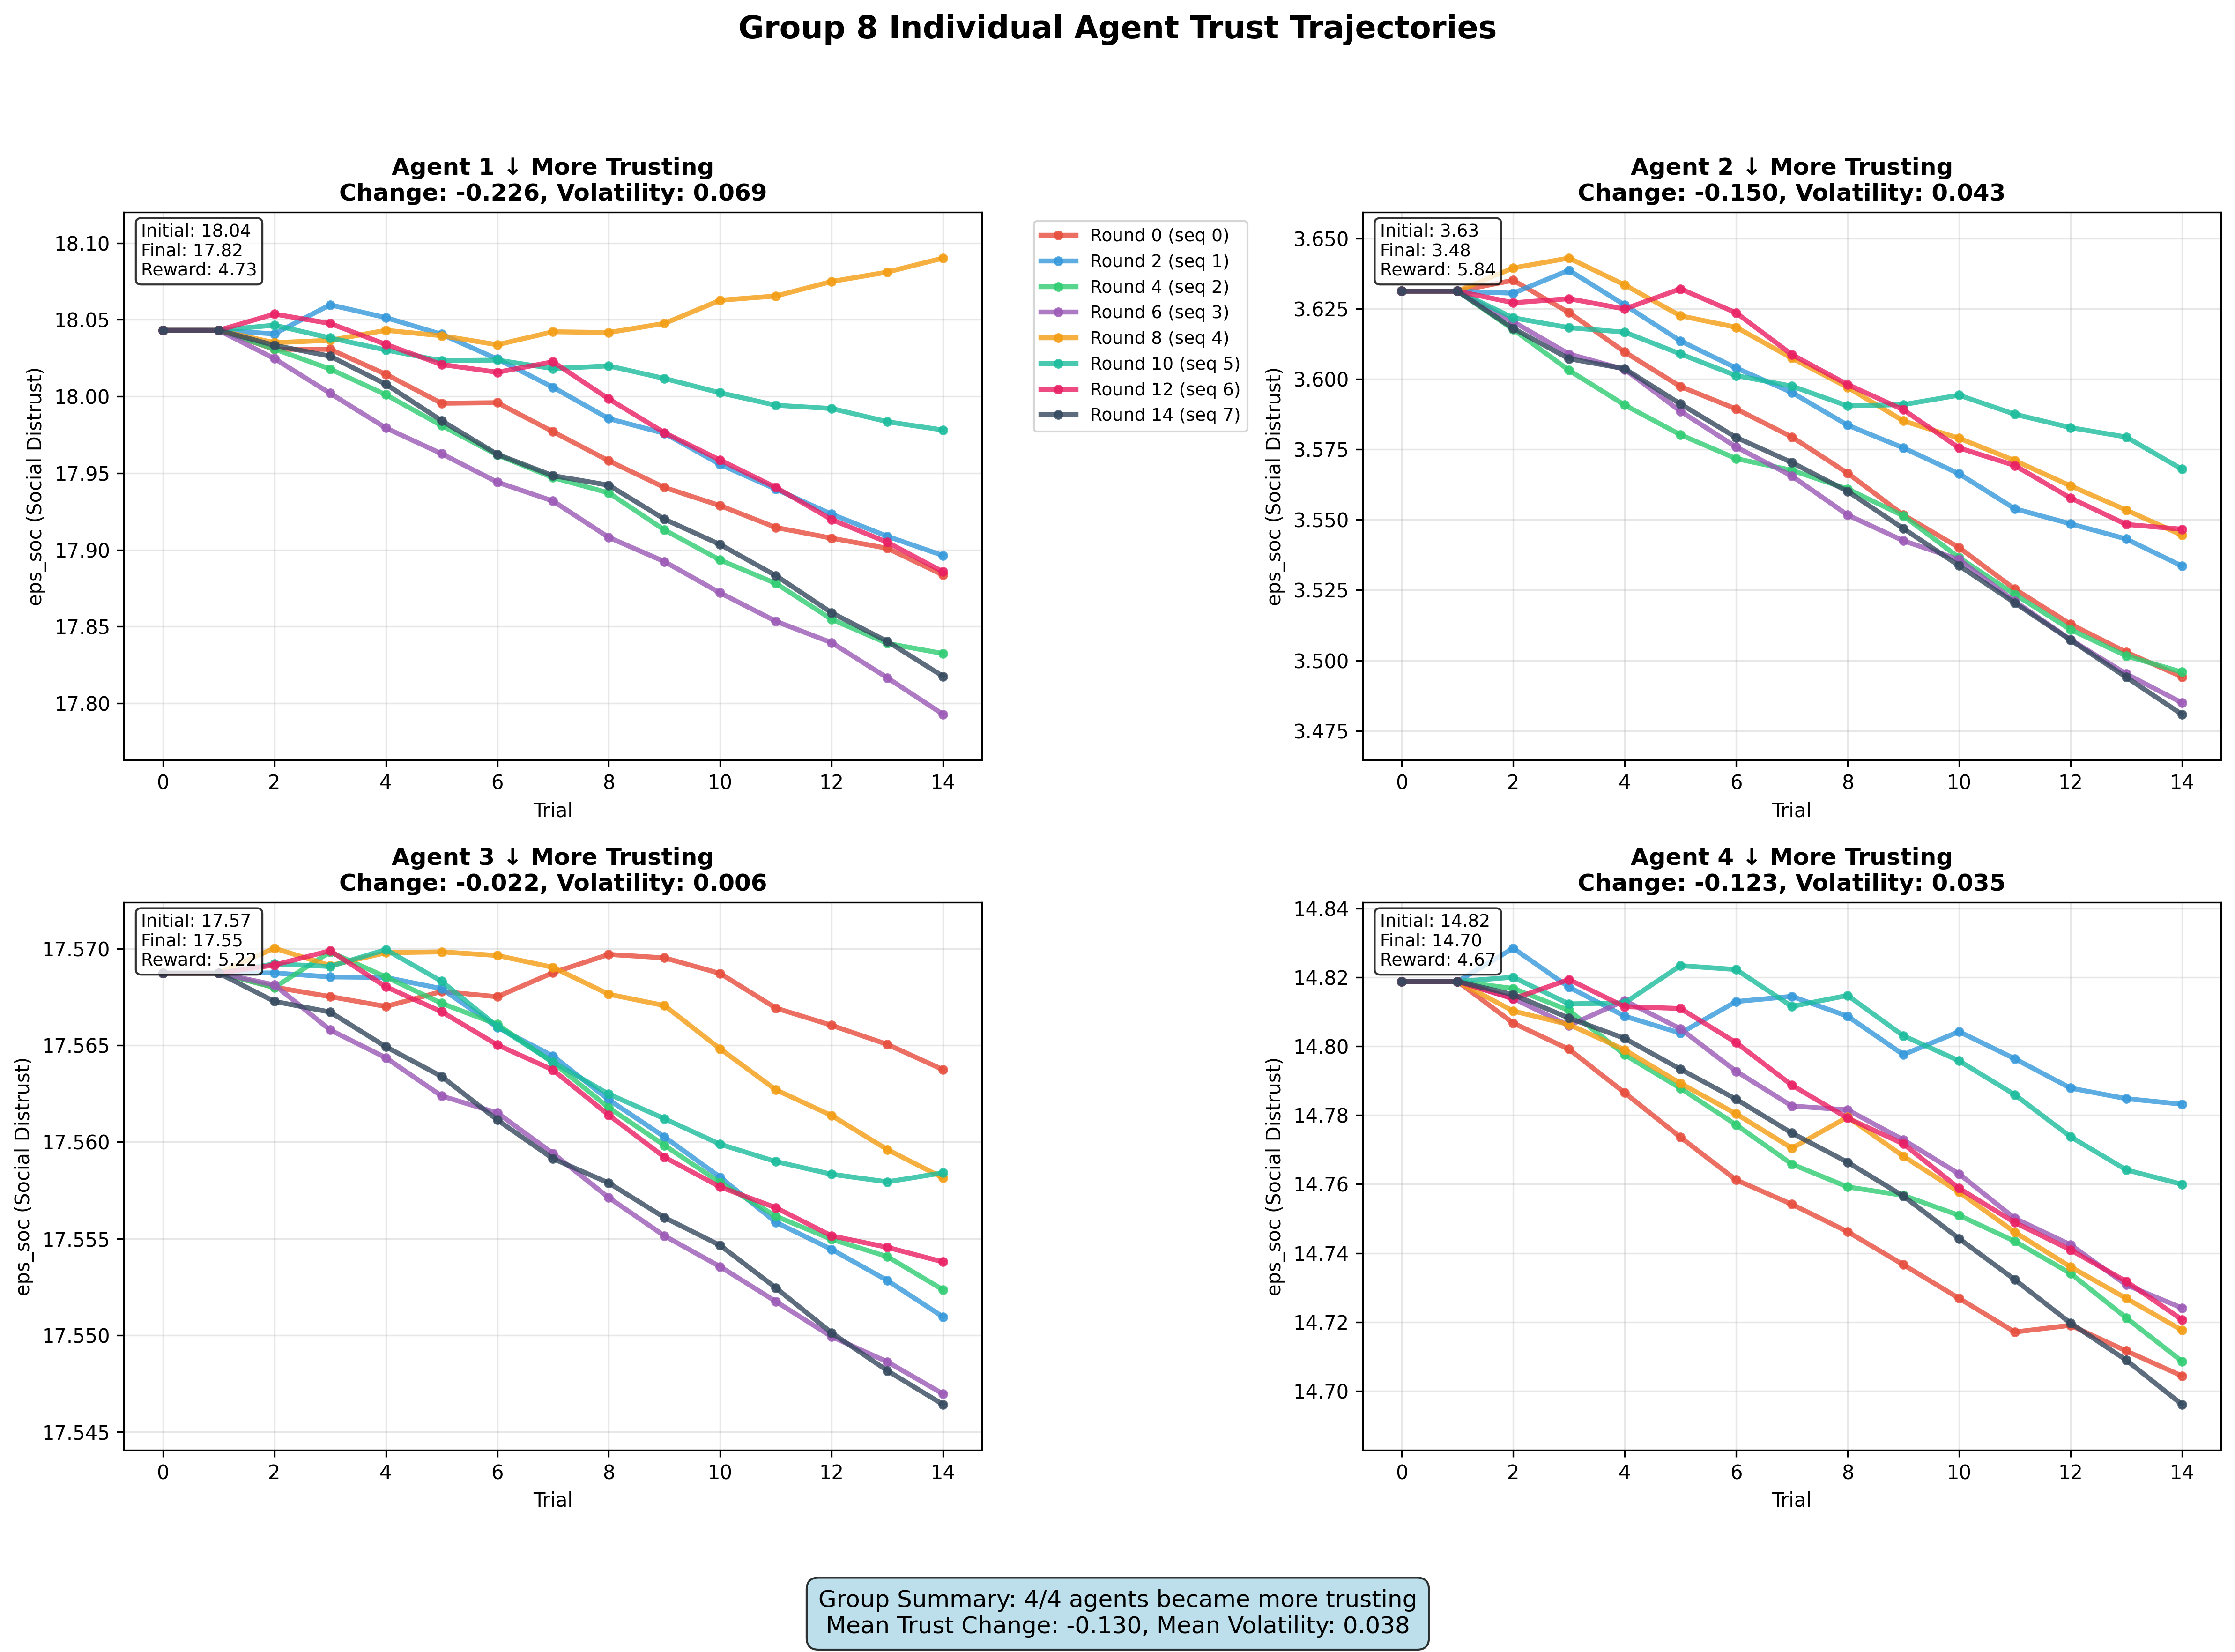 Group 8 Individual Agent Trust Trajectories
Agent 1 ↓ More Trusting
Change: -0.226, Volatility: 0.069
Initial: 18.04
Final: 17.82
Reward: 4.73
18.10
18.05
18.00
17.95
17.90
17.85
17.80
eps_soc (Social Distrust)
0 2 4 6 8 10 12 14
Trial
Round 0 (seq 0)
Round 2 (seq 1)
Round 4 (seq 2)
Round 6 (seq 3)
Round 8 (seq 4)
Round 10 (seq 5)
Round 12 (seq 6)
Round 14 (seq 7)
Agent 2 ↓ More Trusting
Change: -0.150, Volatility: 0.043
Initial: 3.63
Final: 3.48
Reward: 5.84
3.650
3.625
3.600
3.575
3.550
3.525
3.500
3.475
eps_soc (Social Distrust)
0 2 4 6 8 10 12 14
Trial
Agent 3 ↓ More Trusting
Change: -0.022, Volatility: 0.006
Initial: 17.57
Final: 17.55
Reward: 5.22
17.570
17.565
17.560
17.555
17.550
17.545
eps_soc (Social Distrust)
0 2 4 6 8 10 12 14
Trial
Agent 4 ↓ More Trusting
Change: -0.123, Volatility: 0.035
Initial: 14.82
Final: 14.70
Reward: 4.67
14.84
14.82
14.80
14.78
14.76
14.74
14.72
14.70
eps_soc (Social Distrust)
0 2 4 6 8 10 12 14
Trial
Group Summary: 4/4 agents became more trusting
Mean Trust Change: -0.130, Mean Volatility: 0.038